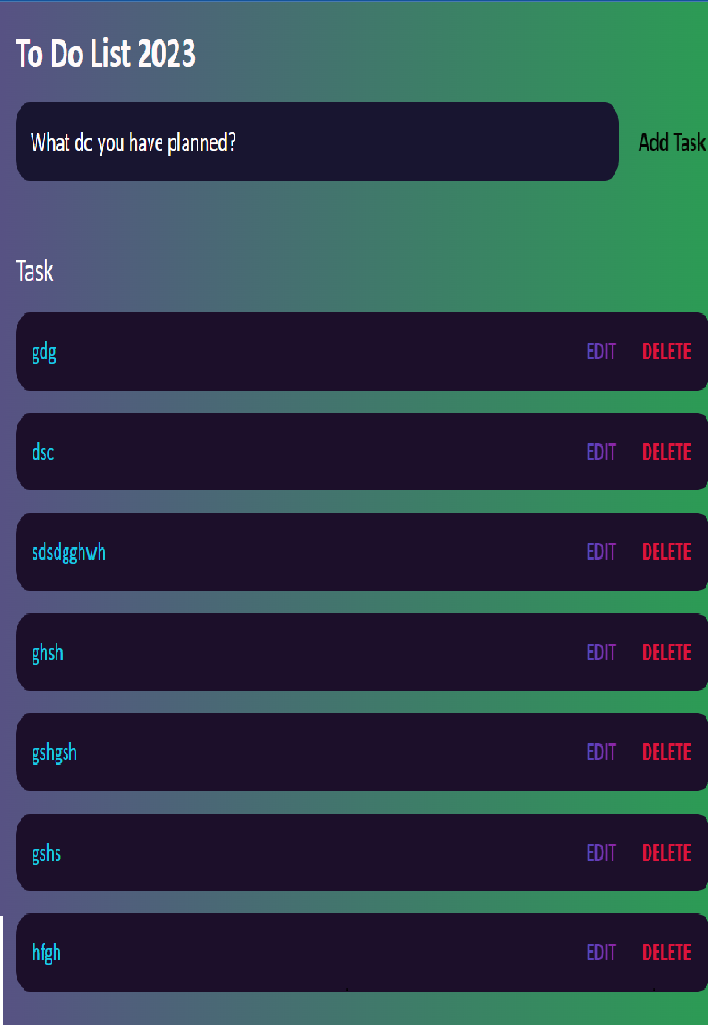 To Do List 2023
What do you have planned? Add Task
Task
gdg EDIT DELETE
dsc EDIT DELETE
sdsdgghwh EDIT DELETE
ghsh EDIT DELETE
gshgsh EDIT DELETE
gshs EDIT DELETE
hfgh EDIT DELETE